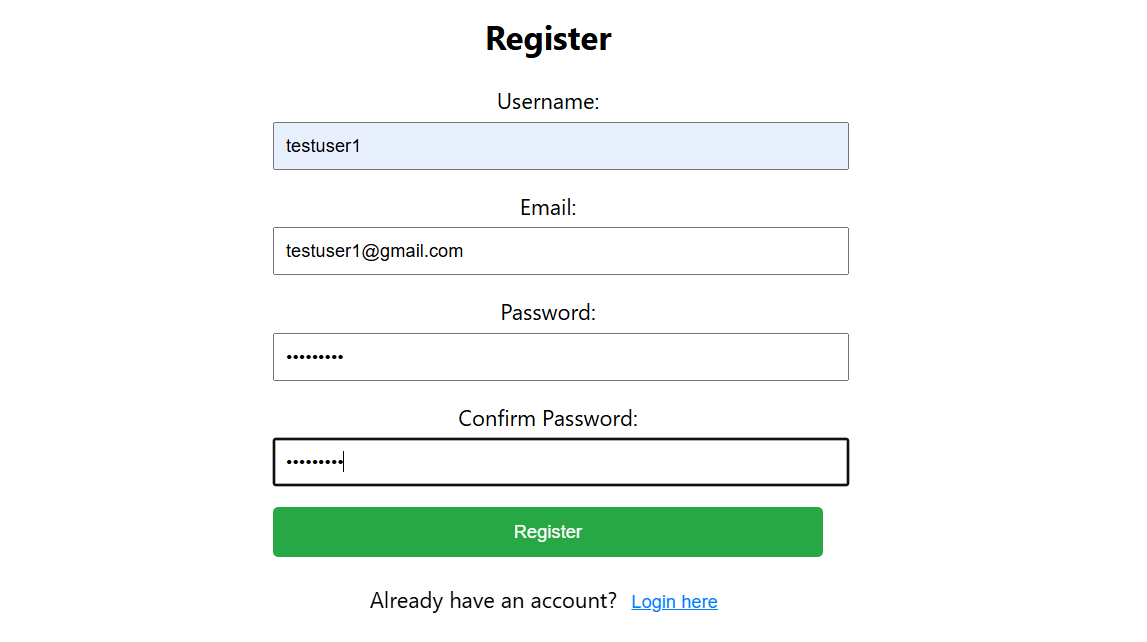 Register
Username:
testuser1
Email:
testuser1@gmail.com
Password:
•••••••••
Confirm Password:
•••••••••
Register
Already have an account? Login here